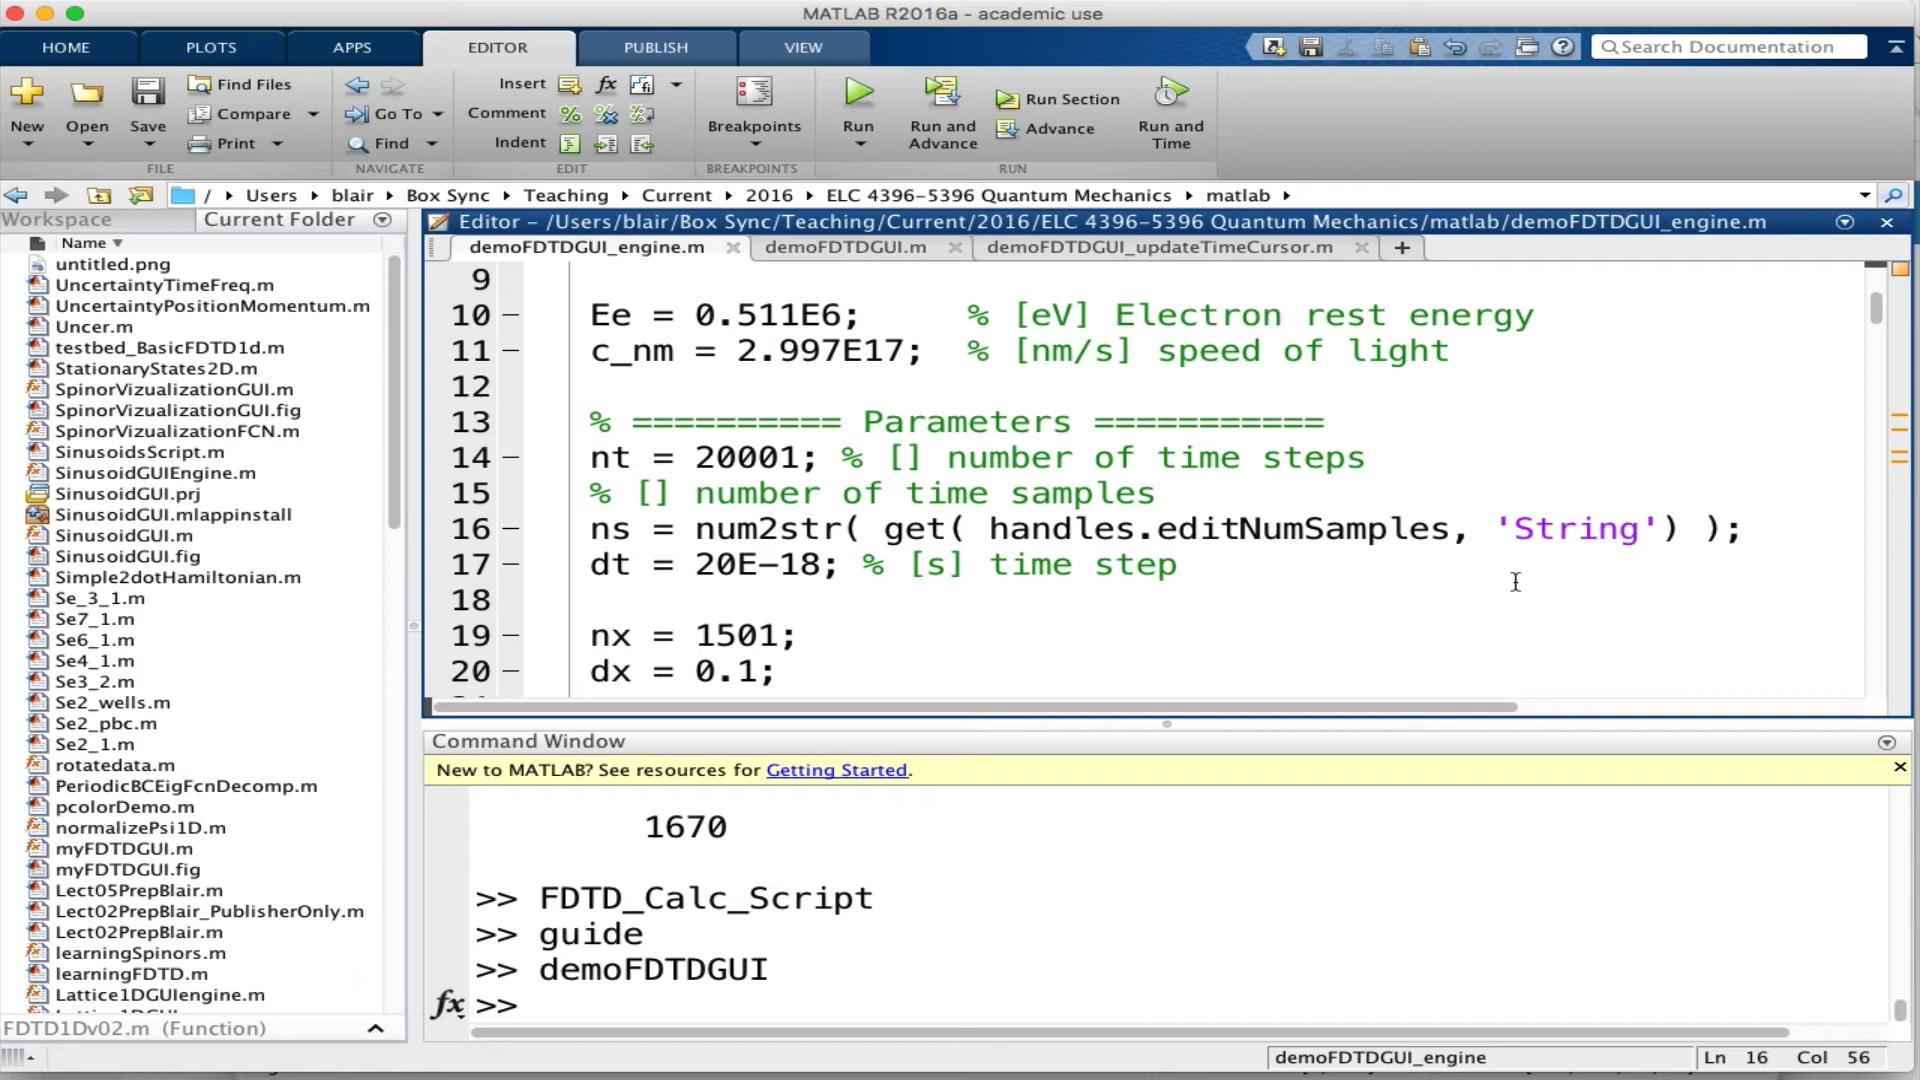 MATLAB R2016a - academic use
HOME PLOTS APPS EDITOR PUBLISH VIEW
Search Documentation
New Open Save
Find Files
Compare
Print
FILE
Go To
Find
NAVIGATE
Insert
Comment
Indent
EDIT
Breakpoints
BREAKPOINTS
Run
Run and Advance
Run Section
Advance
Run and Time
RUN
/ Users blair Box Sync Teaching Current 2016 ELC 4396-5396 Quantum Mechanics matlab
Workspace Current Folder
Name
untitled.png
UncertaintyTimeFreq.m
UncertaintyPositionMomentum.m
Uncer.m
testbed_BasicFDTD1d.m
StationaryStates2D.m
SpinorVizualizationGUI.m
SpinorVizualizationGUI.fig
SpinorVizualizationFCN.m
SinusoidsScript.m
SinusoidGUIEngine.m
SinusoidGUI.prj
SinusoidGUI.mlappinstall
SinusoidGUI.m
SinusoidGUI.fig
Simple2dotHamiltonian.m
Se_3_1.m
Se7_1.m
Se6_1.m
Se4_1.m
Se3_2.m
Se2_wells.m
Se2_pbc.m
Se2_1.m
rotatedata.m
PeriodicBCEigFcnDecomp.m
pcolorDemo.m
normalizePsi1D.m
myFDTDGUI.m
myFDTDGUI.fig
Lect05PrepBlair.m
Lect02PrepBlair_PublisherOnly.m
Lect02PrepBlair.m
learningSpinors.m
learningFDTD.m
Lattice1DGUIengine.m
FDTD1Dv02.m (Function)
Editor - /Users/blair/Box Sync/Teaching/Current/2016/ELC 4396-5396 Quantum Mechanics/matlab/demoFDTDGUI_engine.m
demoFDTDGUI_engine.m demoFDTDGUI.m demoFDTDGUI_updateTimeCursor.m
9
10 Ee = 0.511E6; % [eV] Electron rest energy
11 c_nm = 2.997E17; % [nm/s] speed of light
12
13 % ========== Parameters ===========
14 nt = 20001; % [] number of time steps
15 % [] number of time samples
16 ns = num2str( get( handles.editNumSamples, 'String') );
17 dt = 20E-18; % [s] time step
18
19 nx = 1501;
20 dx = 0.1;
Command Window
New to MATLAB? See resources for Getting Started.
1670
>> FDTD_Calc_Script
>> guide
>> demoFDTDGUI
fx >>
demoFDTDGUI_engine Ln 16 Col 56